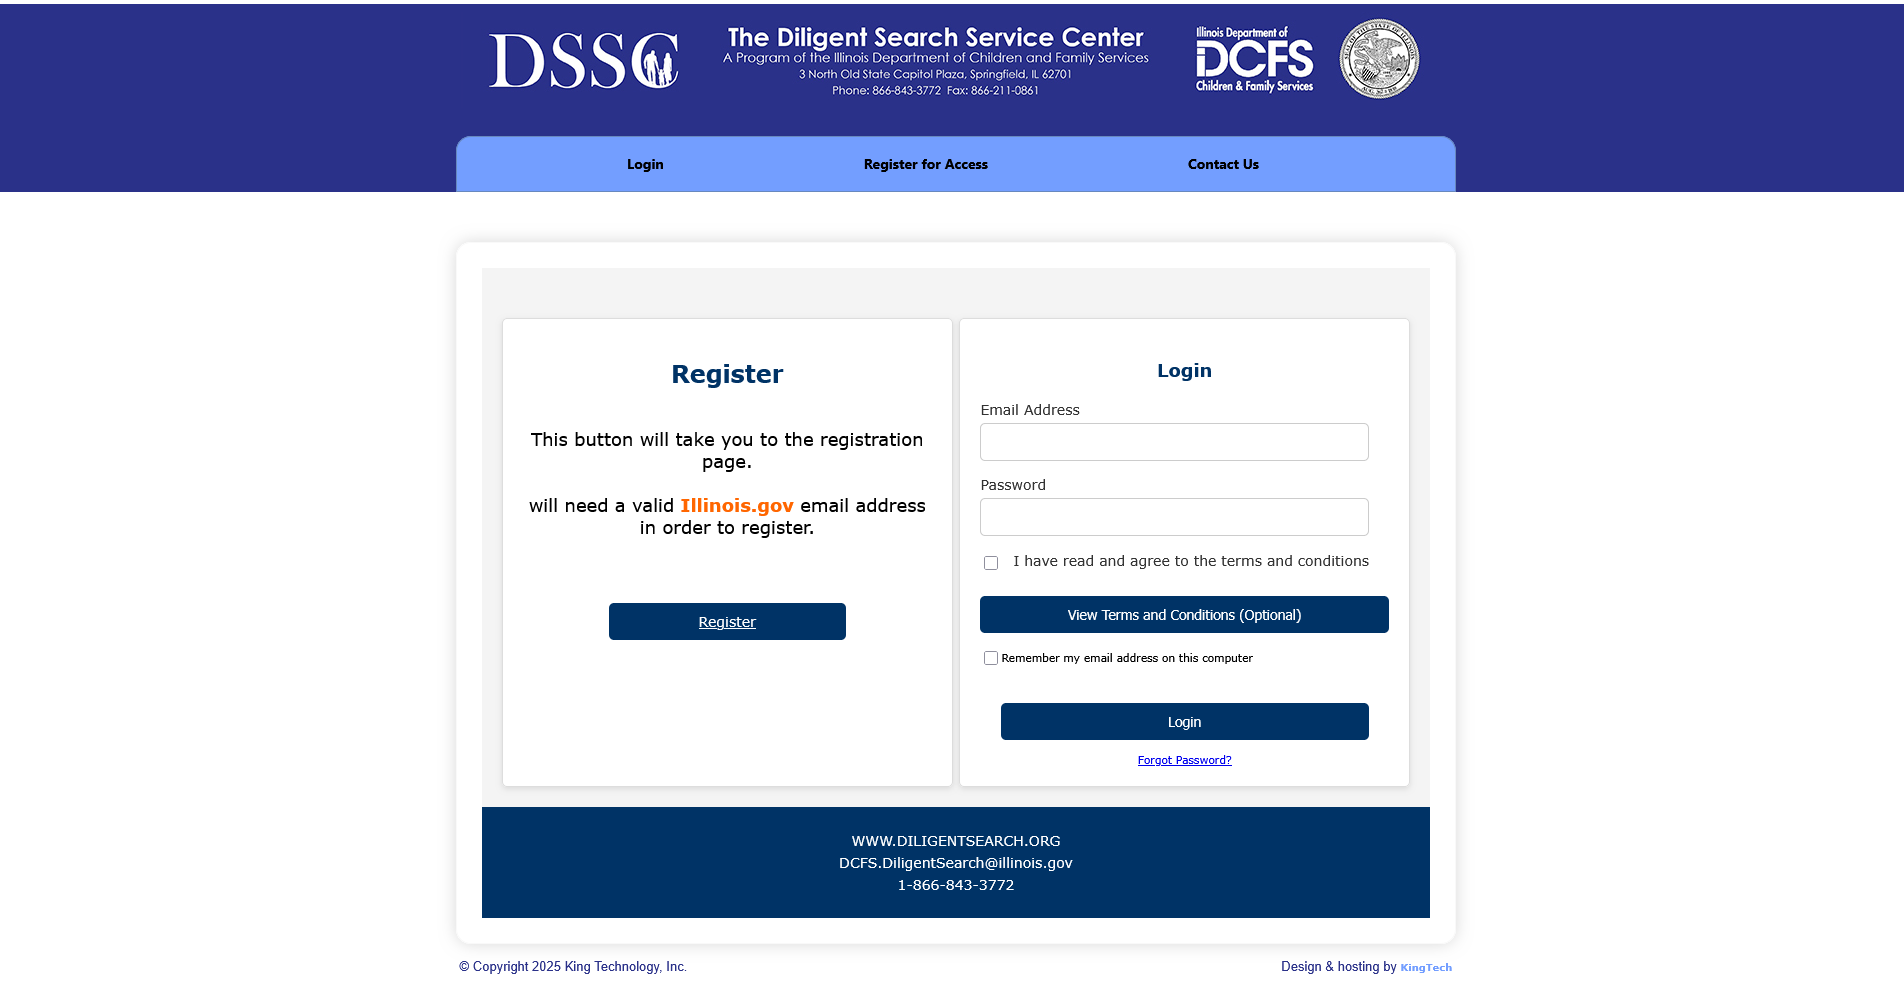 DSSC
The Diligent Search Service Center
A Program of the Illinois Department of Children and Family Services
3 North Old State Capitol Plaza, Springfield, IL 62701
Phone: 866-843-3772 Fax: 866-211-0861
Illinois Department of
DCFS
Children & Family Services
Login
Register for Access
Contact Us
Register
This button will take you to the registration
page.
will need a valid Illinois.gov email address
in order to register.
Register
Login
Email Address
Password
I have read and agree to the terms and conditions
View Terms and Conditions (Optional)
Remember my email address on this computer
Login
Forgot Password?
WWW.DILIGENTSEARCH.ORG
DCFS.DiligentSearch@illinois.gov
1-866-843-3772
© Copyright 2025 King Technology, Inc.
Design & hosting by KingTech